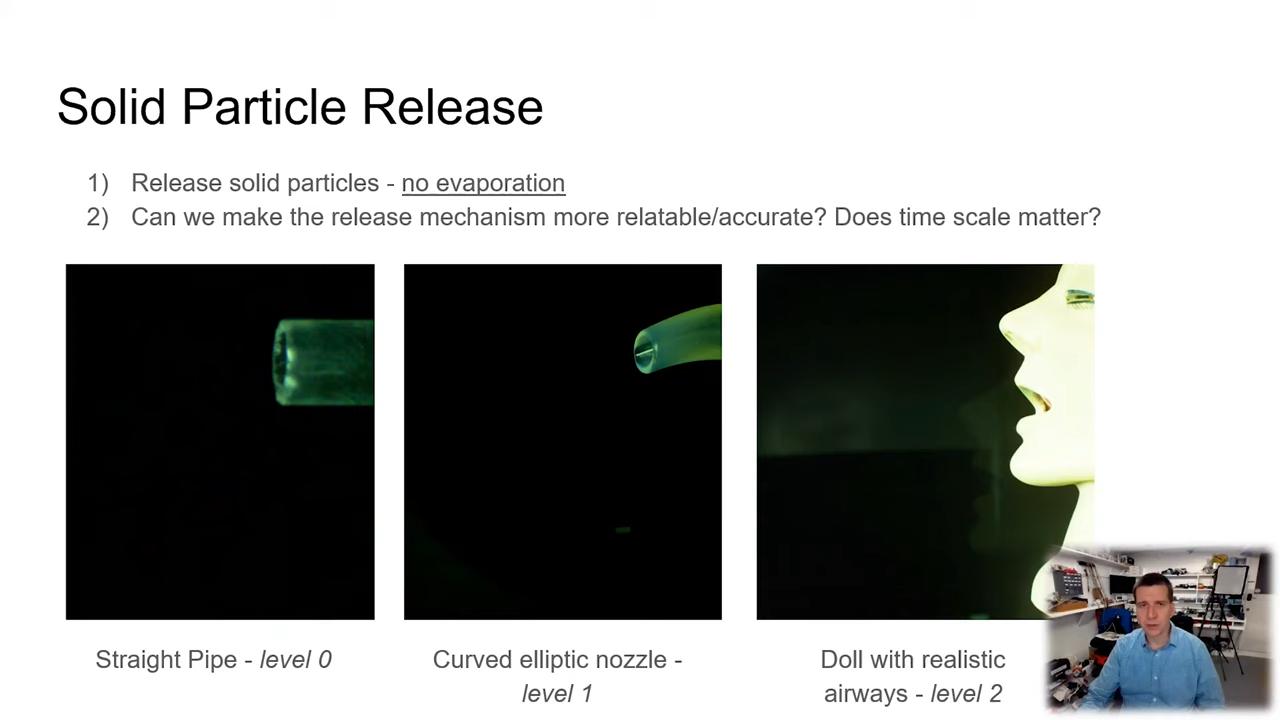 Solid Particle Release
1) Release solid particles - no evaporation
2) Can we make the release mechanism more relatable/accurate? Does time scale matter?
Straight Pipe - level 0
Curved elliptic nozzle -
level 1
Doll with realistic
airways - level 2